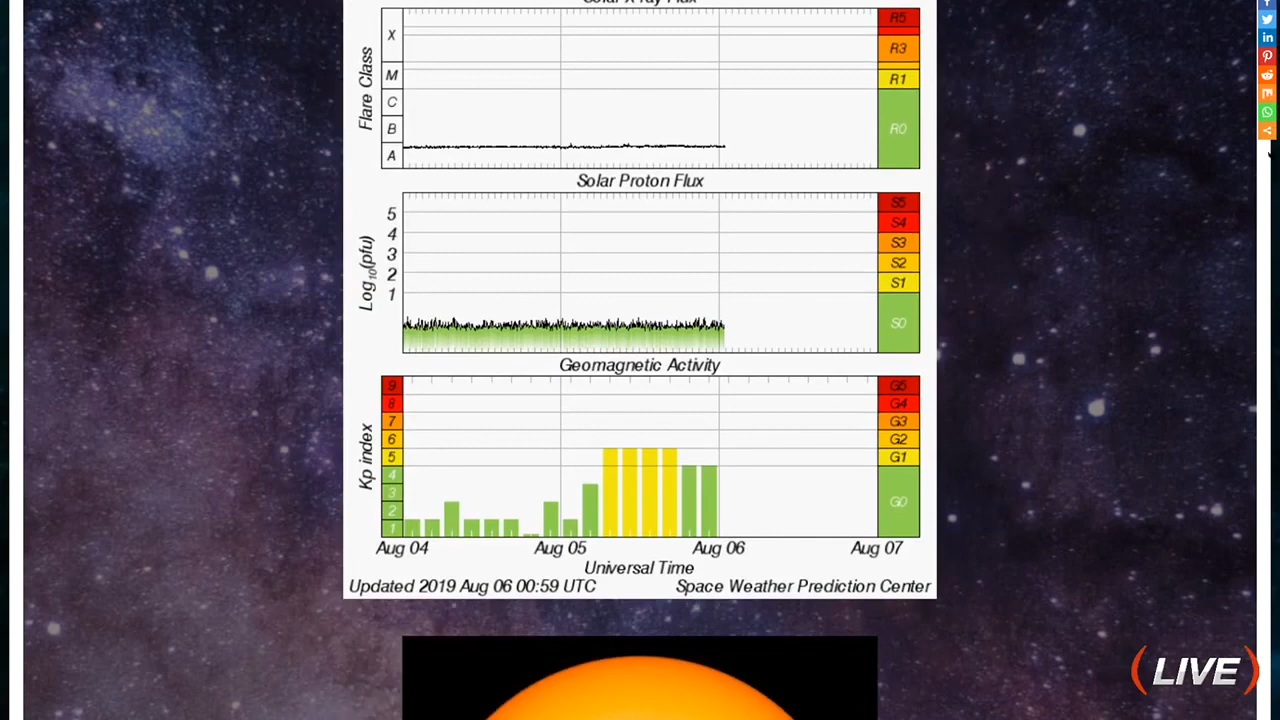 Solar X-ray Flux
Flare Class
X
M
C
B
A
R5
R3
R1
R0
Solar Proton Flux
Log10(pfu)
5
4
3
2
1
S5
S4
S3
S2
S1
S0
Geomagnetic Activity
Kp index
9
8
7
6
5
4
3
2
1
G5
G4
G3
G2
G1
G0
Aug 04 Aug 05 Aug 06 Aug 07
Universal Time
Updated 2019 Aug 06 00:59 UTC Space Weather Prediction Center
(LIVE)